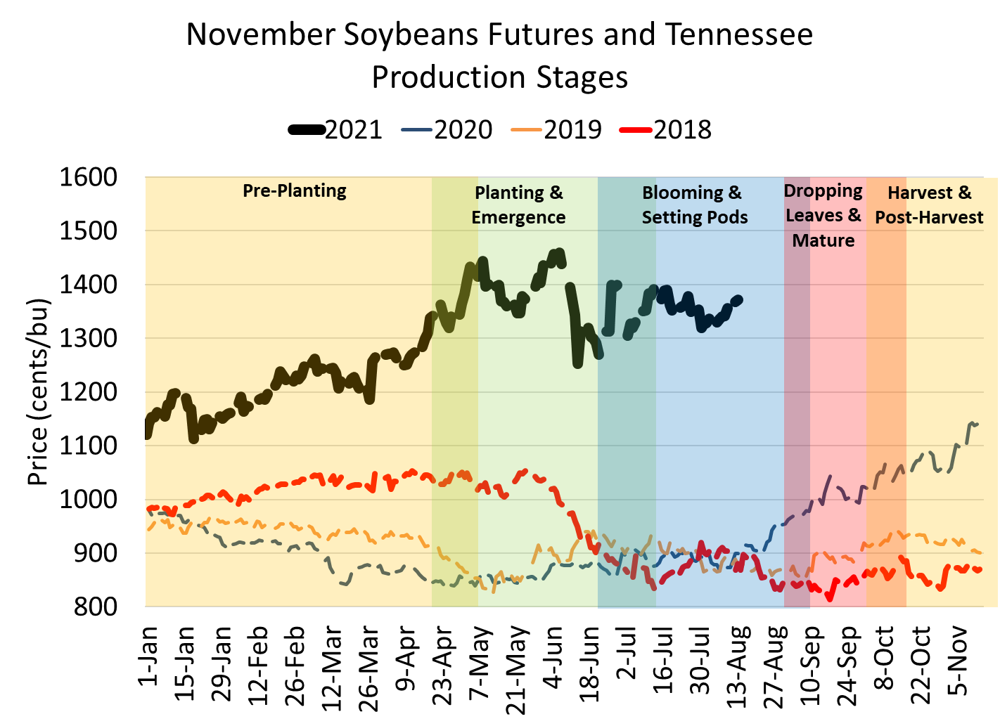 November Soybeans Futures and Tennessee
Production Stages
2021 2020 2019 2018
Price (cents/bu)
1600
1500
1400
1300
1200
1100
1000
900
800
Pre-Planting
Planting &
Emergence
Blooming &
Setting Pods
Dropping
Leaves &
Mature
Harvest &
Post-Harvest
1-Jan
15-Jan
29-Jan
12-Feb
26-Feb
12-Mar
26-Mar
9-Apr
23-Apr
7-May
21-May
4-Jun
18-Jun
2-Jul
16-Jul
30-Jul
13-Aug
27-Aug
10-Sep
24-Sep
8-Oct
22-Oct
5-Nov